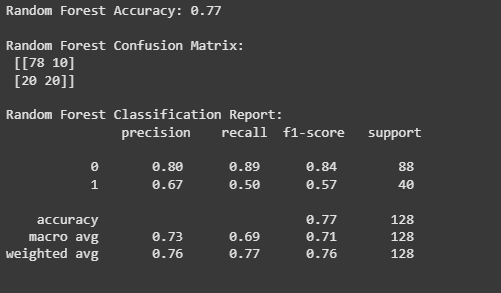 Random Forest Accuracy: 0.77
Random Forest Confusion Matrix:
[[78 10]
[20 20]]
Random Forest Classification Report:
precision recall f1-score support
0 0.80 0.89 0.84 88
1 0.67 0.50 0.57 40
accuracy 0.77 128
macro avg 0.73 0.69 0.71 128
weighted avg 0.76 0.77 0.76 128